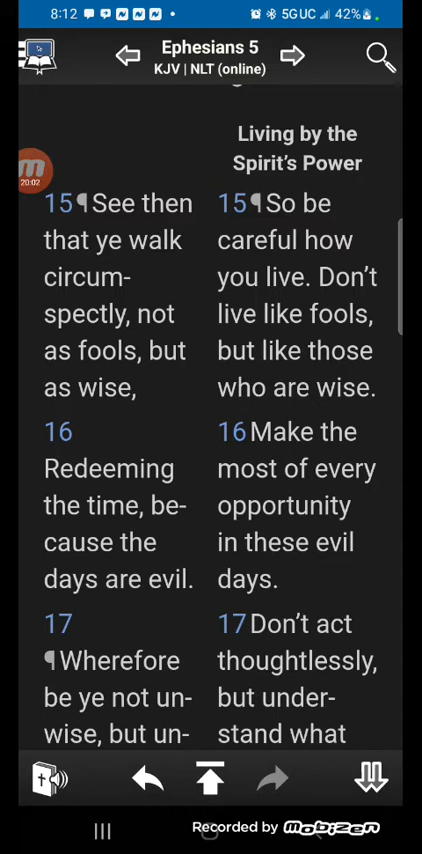 8:12 5GUC 42%
Ephesians 5
KJV | NLT (online)
Living by the
Spirit's Power
20:02
15¶See then
that ye walk
circum-
spectly, not
as fools, but
as wise,
16
Redeeming
the time, be-
cause the
days are evil.
17
¶Wherefore
be ye not un-
wise, but un-
15¶So be
careful how
you live. Don't
live like fools,
but like those
who are wise.
16Make the
most of every
opportunity
in these evil
days.
17Don't act
thoughtlessly,
but under-
stand what
Recorded by mobizen